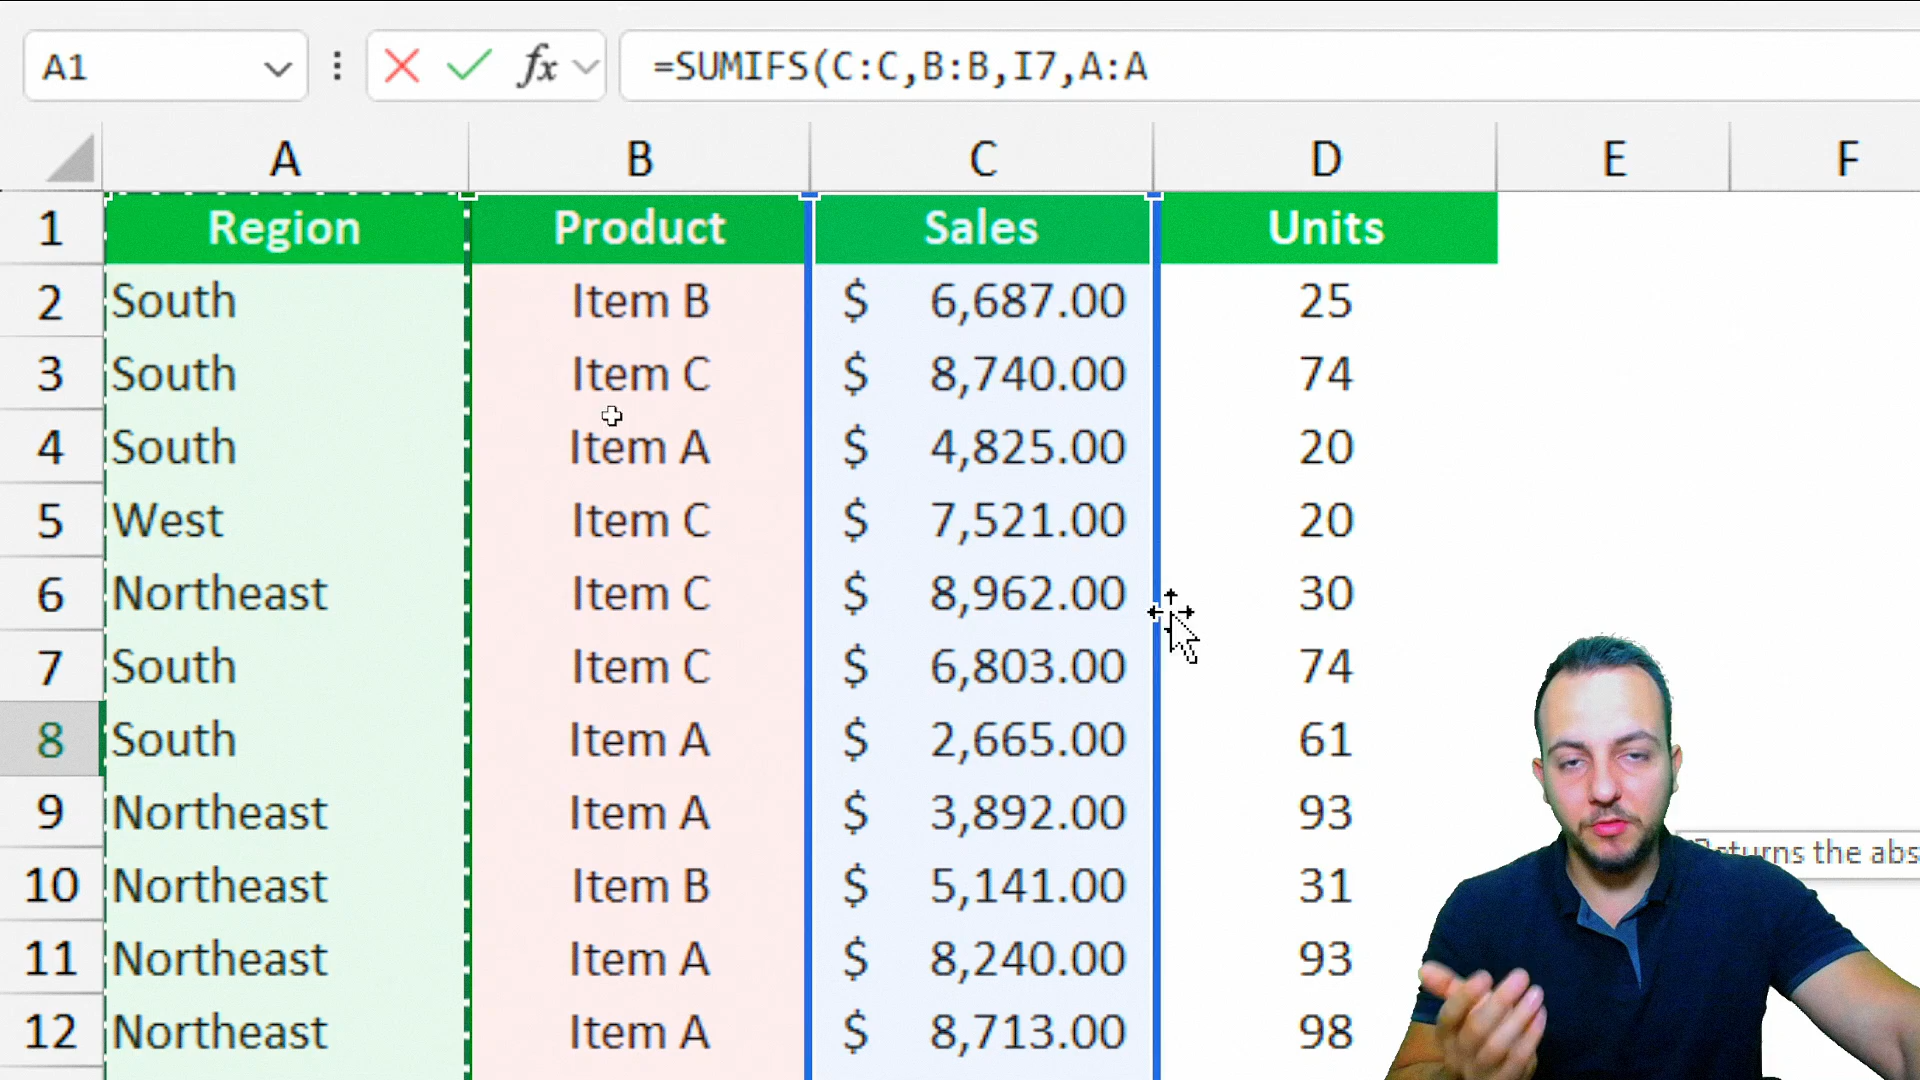 A1 fx =SUMIFS(C:C,B:B,I7,A:A
A B C D E F
1 Region Product Sales Units
2 South Item B $ 6,687.00 25
3 South Item C $ 8,740.00 74
4 South Item A $ 4,825.00 20
5 West Item C $ 7,521.00 20
6 Northeast Item C $ 8,962.00 30
7 South Item C $ 6,803.00 74
8 South Item A $ 2,665.00 61
9 Northeast Item A $ 3,892.00 93
Returns the abs
10 Northeast Item B $ 5,141.00 31
11 Northeast Item A $ 8,240.00 93
12 Northeast Item A $ 8,713.00 98